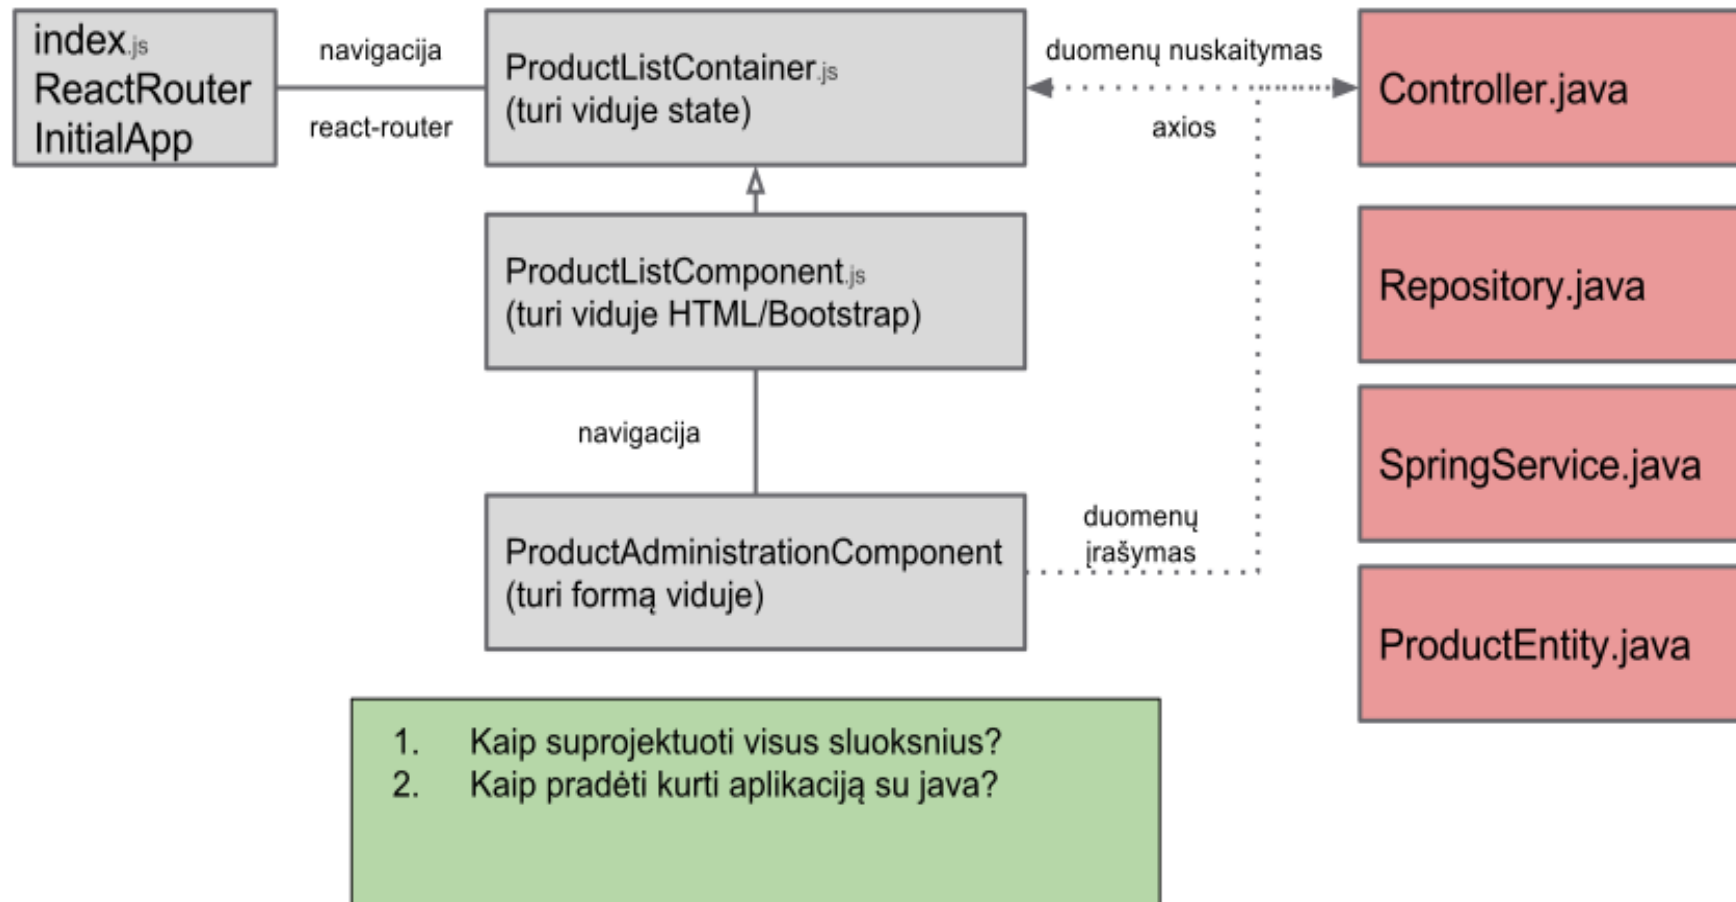 index.js
ReactRouter
InitialApp
navigacija
react-router
ProductListContainer.js
(turi viduje state)
duomenų nuskaitymas
axios
Controller.java
ProductListComponent.js
(turi viduje HTML/Bootstrap)
Repository.java
navigacija
SpringService.java
ProductAdministrationComponent
(turi formą viduje)
duomenų
įrašymas
ProductEntity.java
1. Kaip suprojektuoti visus sluoksnius?
2. Kaip pradėti kurti aplikaciją su java?